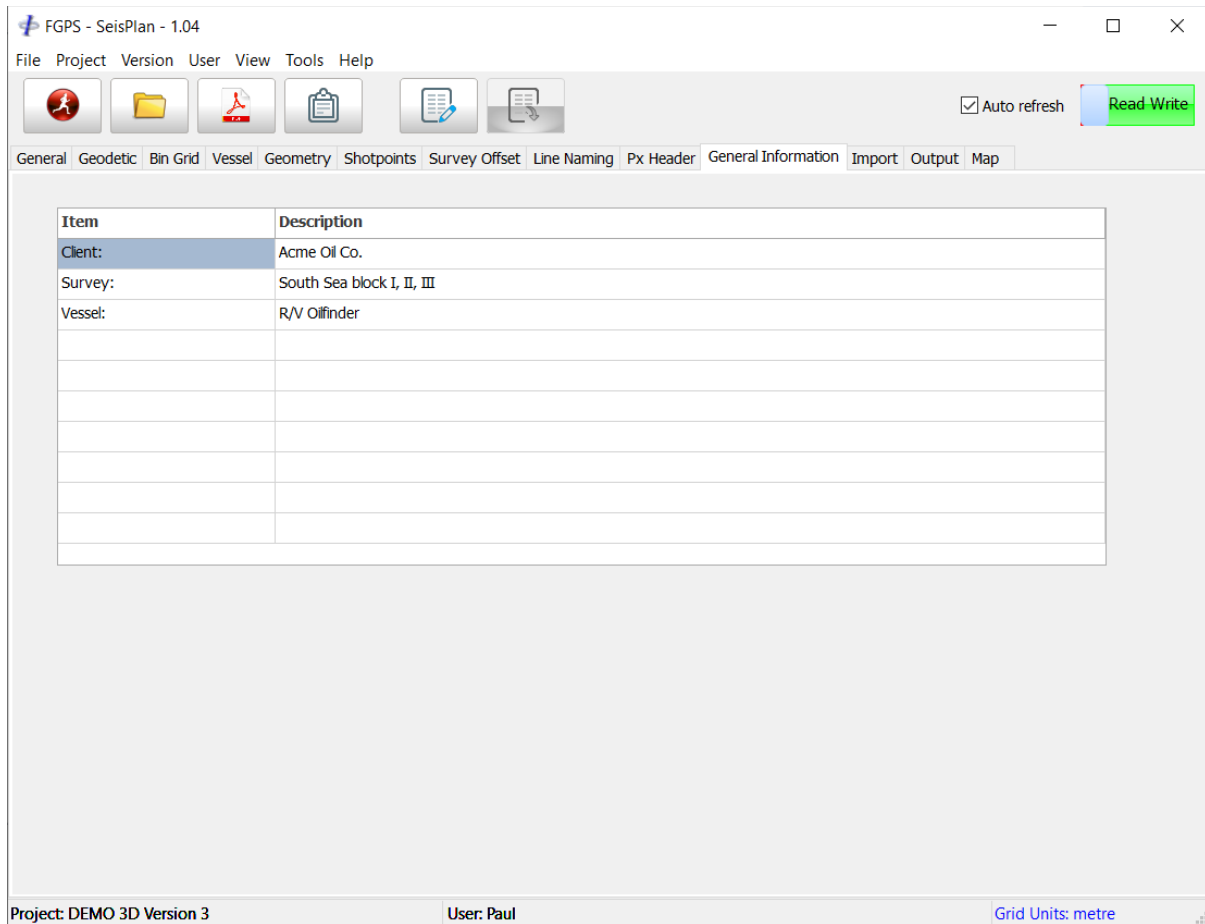 FGPS - SeisPlan - 1.04
File Project Version User View Tools Help
Auto refresh Read Write
General Geodetic Bin Grid Vessel Geometry Shotpoints Survey Offset Line Naming Px Header General Information Import Output Map
Item Description
Client: Acme Oil Co.
Survey: South Sea block I, II, III
Vessel: R/V Oilfinder
Project: DEMO 3D Version 3 User: Paul Grid Units: metre